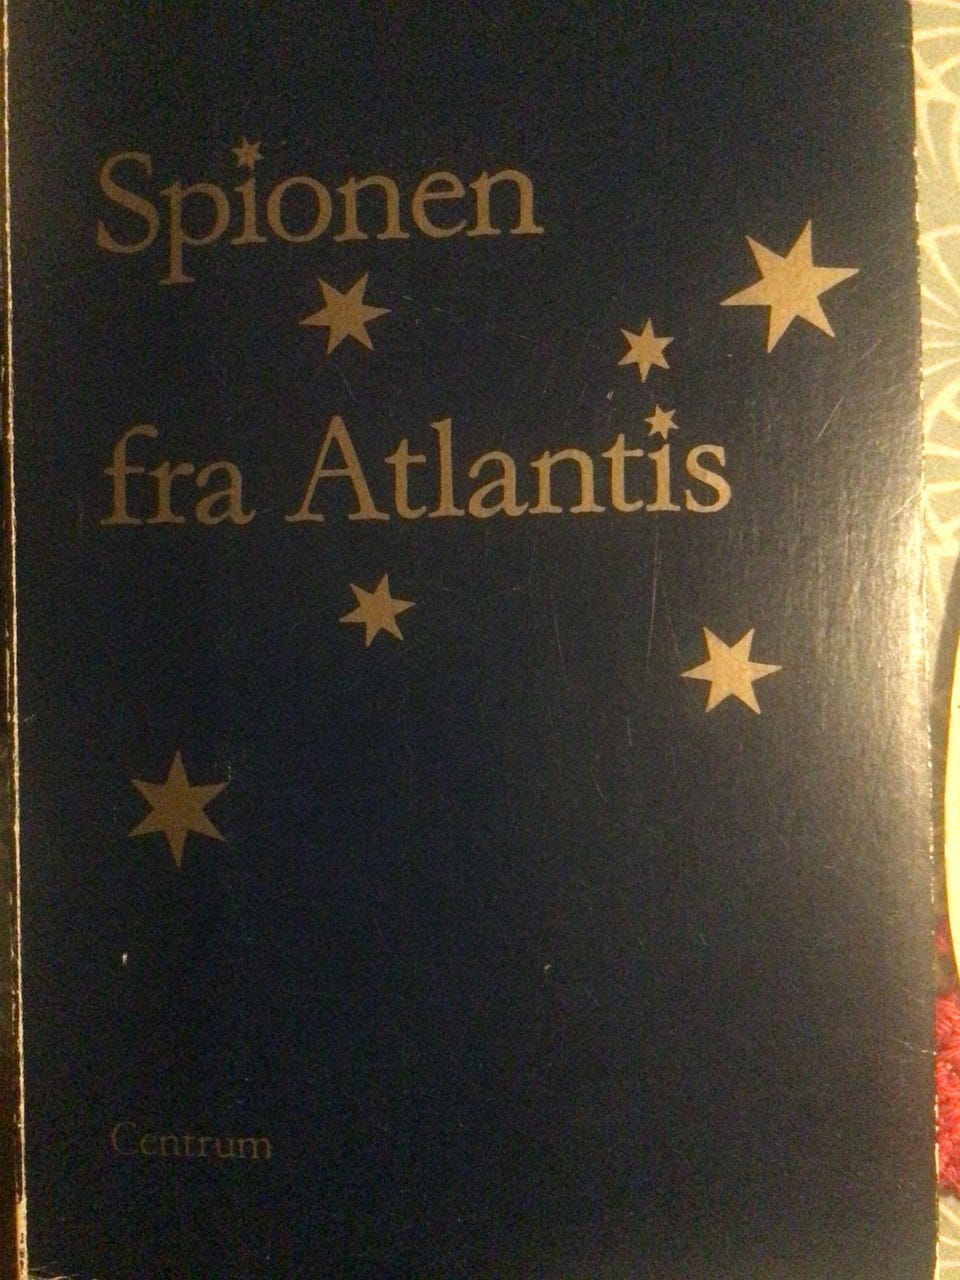 Spionen
fra Atlantis
Centrum